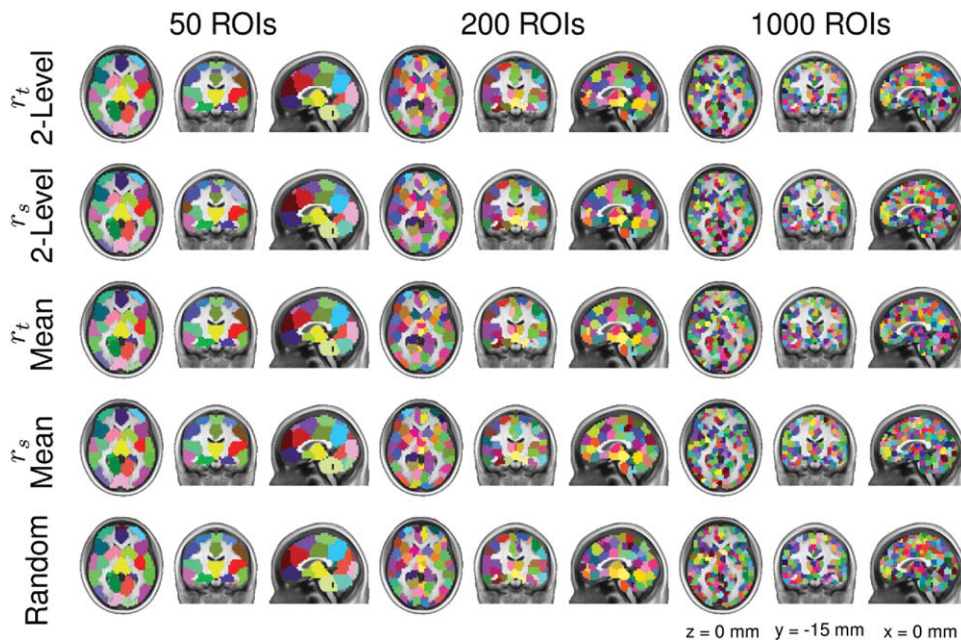 50 ROIs 200 ROIs 1000 ROIs
r_t
2-Level
r_s
2-Level
r_t
Mean
r_s
Mean
Random
z = 0 mm y = -15 mm x = 0 mm